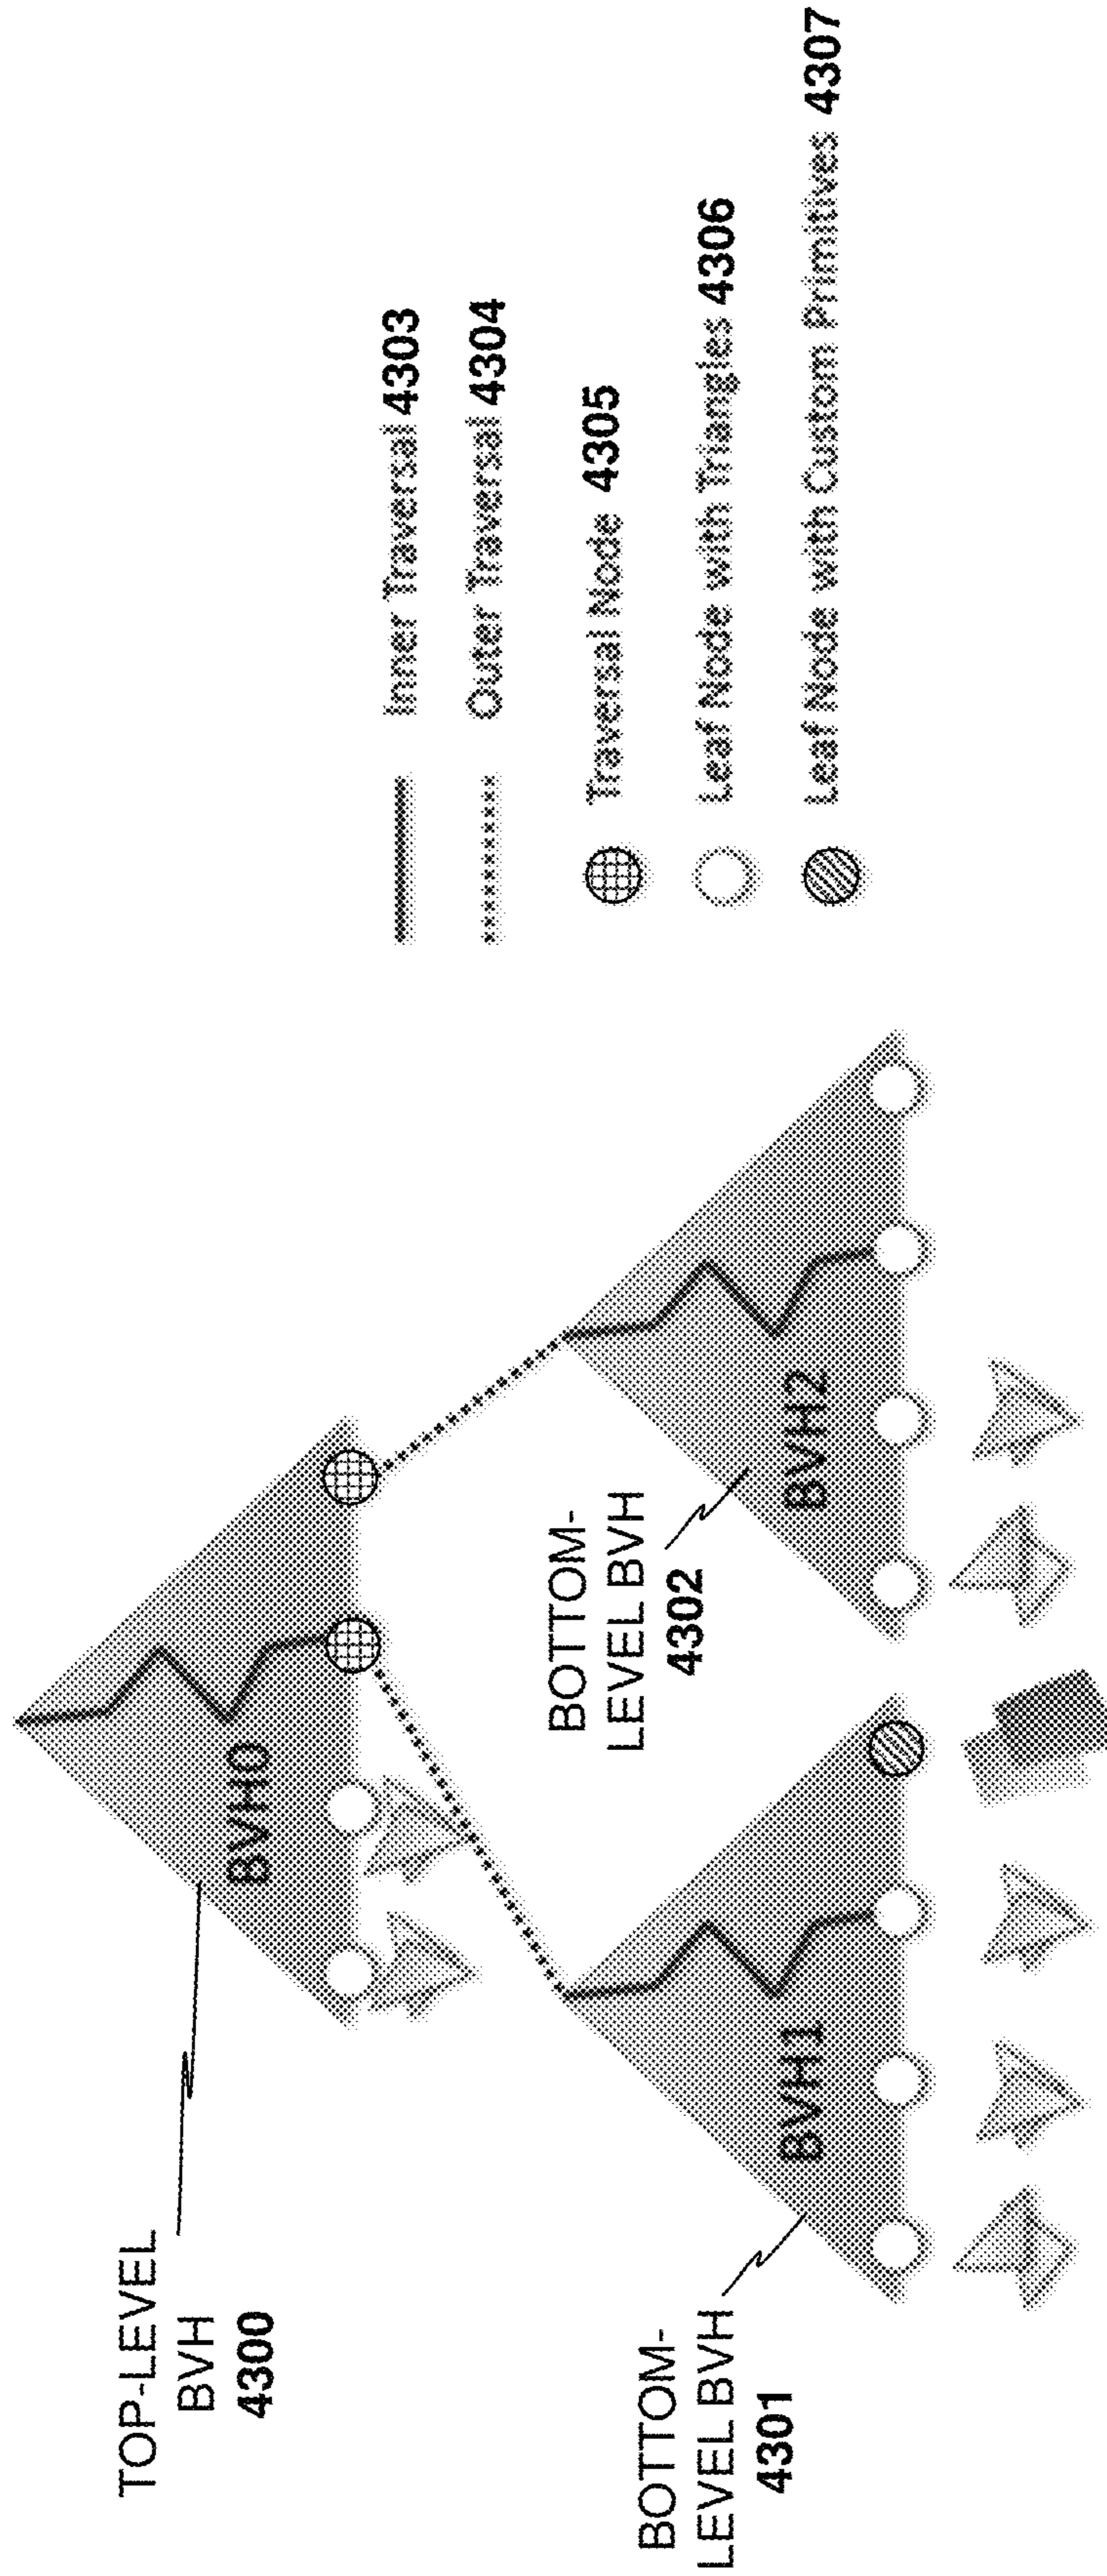 TOP-LEVEL
BVH
4300
BVH0
BOTTOM-
LEVEL BVH
4301
BVH1
BOTTOM-
LEVEL BVH
4302
BVH2
Inner Traversal 4303
Outer Traversal 4304
Traversal Node 4305
Leaf Node with Triangles 4306
Leaf Node with Custom Primitives 4307